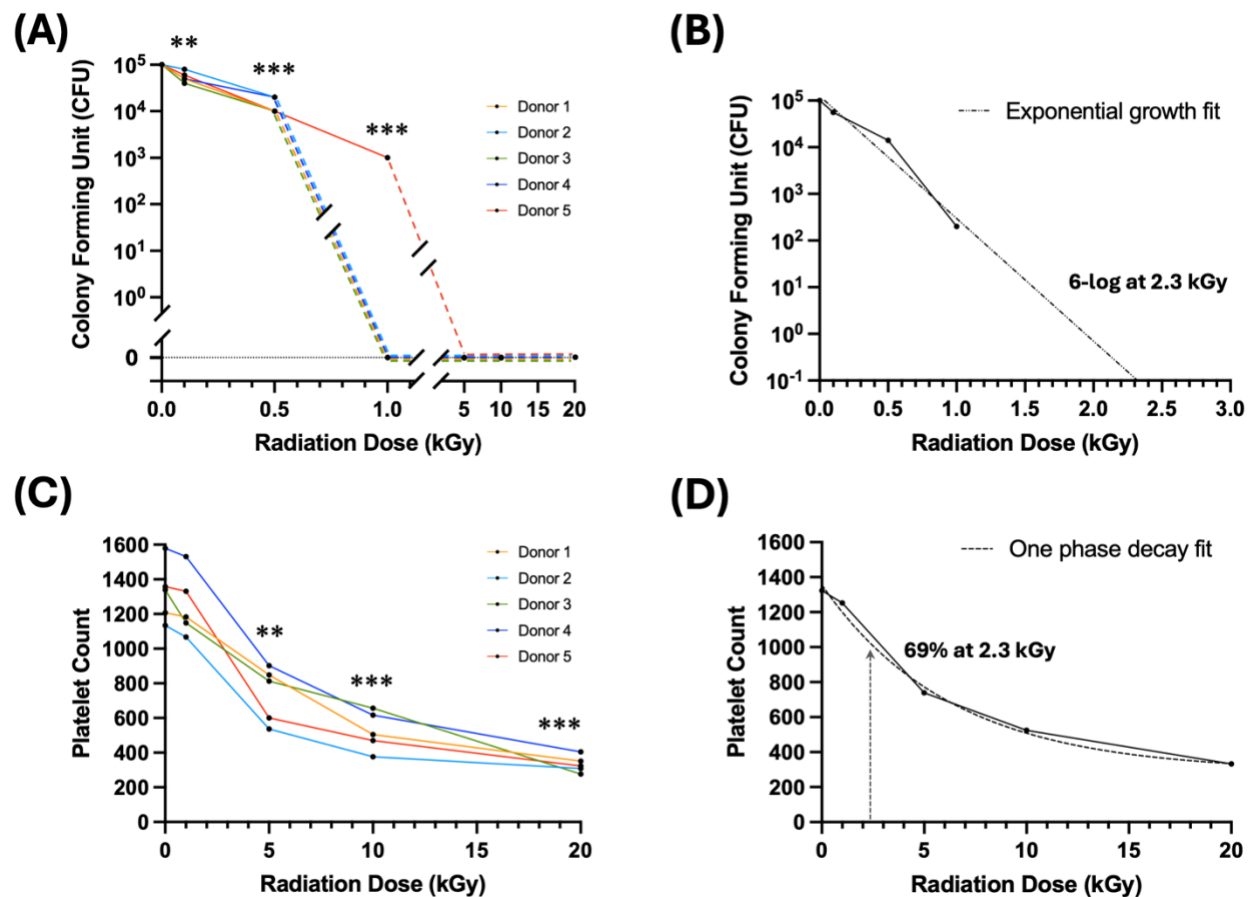 (A)
** *** ***
Colony Forming Unit (CFU)
10⁵
10⁴
10³
10²
10¹
10⁰
0
0.0 0.5 1.0 5 10 15 20
Radiation Dose (kGy)
Donor 1
Donor 2
Donor 3
Donor 4
Donor 5
(B)
Colony Forming Unit (CFU)
10⁵
10⁴
10³
10²
10¹
10⁰
10⁻¹
Exponential growth fit
6-log at 2.3 kGy
0.0 0.5 1.0 1.5 2.0 2.5 3.0
Radiation Dose (kGy)
(C)
Platelet Count
1600
1400
1200
1000
800
600
400
200
0
Donor 1
Donor 2
Donor 3
Donor 4
Donor 5
** *** ***
0 5 10 15 20
Radiation Dose (kGy)
(D)
Platelet Count
1600
1400
1200
1000
800
600
400
200
0
One phase decay fit
69% at 2.3 kGy
0 5 10 15 20
Radiation Dose (kGy)